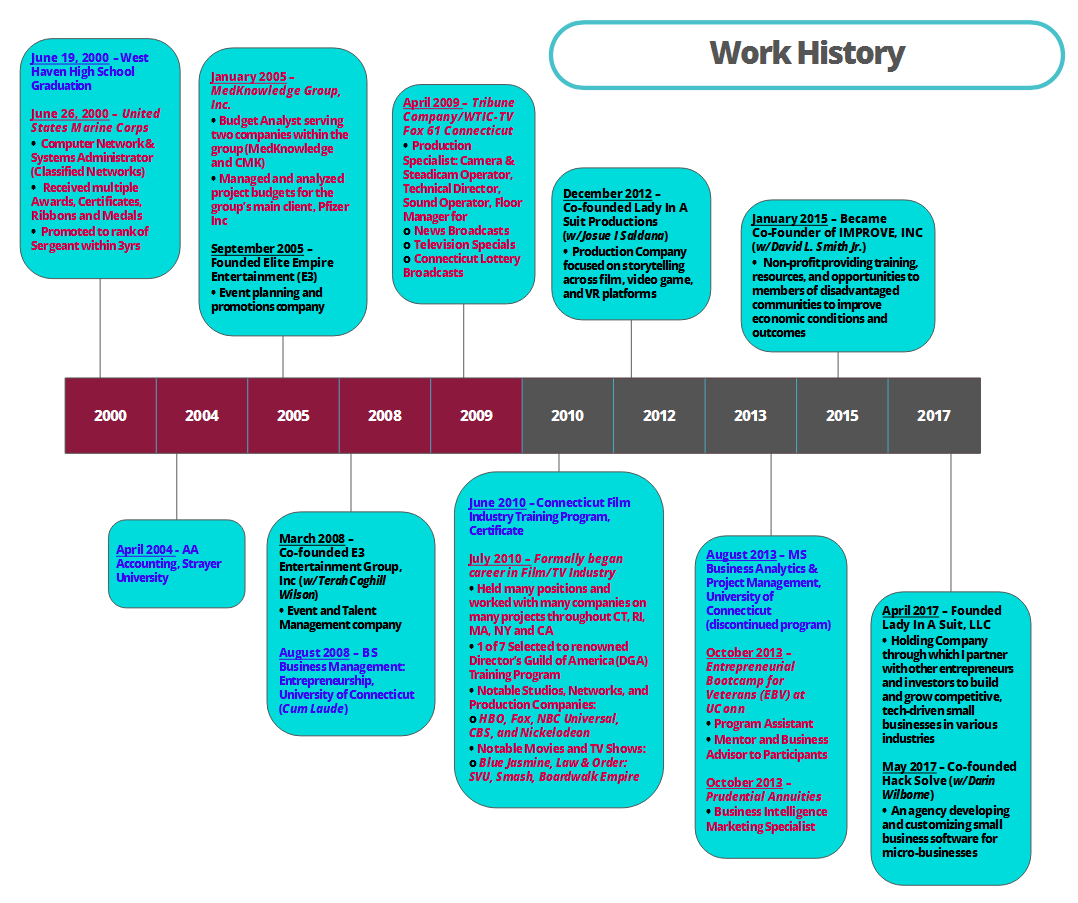 Work History
June 19, 2000 – West
Haven High School
Graduation
June 26, 2000 – United
States Marine Corps
• Computer Network &
Systems Administrator
(Classified Networks)
• Received multiple
Awards, Certificates,
Ribbons and Medals
• Promoted to rank of
Sergeant within 3yrs
January 2005 –
MedKnowledge Group,
Inc.
• Budget Analyst serving
two companies within the
group (MedKnowledge
and CMK)
• Managed and analyzed
project budgets for the
group's main client, Pfizer
Inc
September 2005 –
Founded Elite Empire
Entertainment (E3)
• Event planning and
promotions company
April 2009 – Tribune
Company/WTIC-TV
Fox 61 Connecticut
• Production
Specialist: Camera &
Steadicam Operator,
Technical Director,
Sound Operator, Floor
Manager for
o News Broadcasts
o Television Specials
o Connecticut Lottery
Broadcasts
December 2012 –
Co-founded Lady In A
Suit Productions
(w/Josue I Saldana)
• Production Company
focused on storytelling
across film, video game,
and VR platforms
January 2015 – Became
Co-Founder of IMPROVE, INC
(w/David L. Smith Jr.)
• Non-profit providing training,
resources, and opportunities to
members of disadvantaged
communities to improve
economic conditions and
outcomes
2000 2004 2005 2008 2009 2010 2012 2013 2015 2017
April 2004 - AA
Accounting, Strayer
University
March 2008 –
Co-founded E3
Entertainment Group,
Inc (w/Terah Coghill
Wilson)
• Event and Talent
Management company
August 2008 – BS
Business Management:
Entrepreneurship,
University of Connecticut
(Cum Laude)
June 2010 – Connecticut Film
Industry Training Program,
Certificate
July 2010 – Formally began
career in Film/TV Industry
• Held many positions and
worked with many companies on
many projects throughout CT, RI,
MA, NY and CA
• 1 of 7 Selected to renowned
Director's Guild of America (DGA)
Training Program
• Notable Studios, Networks, and
Production Companies:
o HBO, Fox, NBC Universal,
CBS, and Nickelodeon
• Notable Movies and TV Shows:
o Blue Jasmine, Law & Order:
SVU, Smash, Boardwalk Empire
August 2013 – MS
Business Analytics &
Project Management,
University of
Connecticut
(discontinued program)
October 2013 –
Entrepreneurial
Bootcamp for
Veterans (EBV) at
UConn
• Program Assistant
• Mentor and Business
Advisor to Participants
October 2013 –
Prudential Annuities
• Business Intelligence
Marketing Specialist
April 2017 – Founded
Lady In A Suit, LLC
• Holding Company
through which I partner
with other entrepreneurs
and investors to build
and grow competitive,
tech-driven small
businesses in various
industries
May 2017 – Co-founded
Hack Solve (w/Darin
Wilborne)
• An agency developing
and customizing small
business software for
micro-businesses